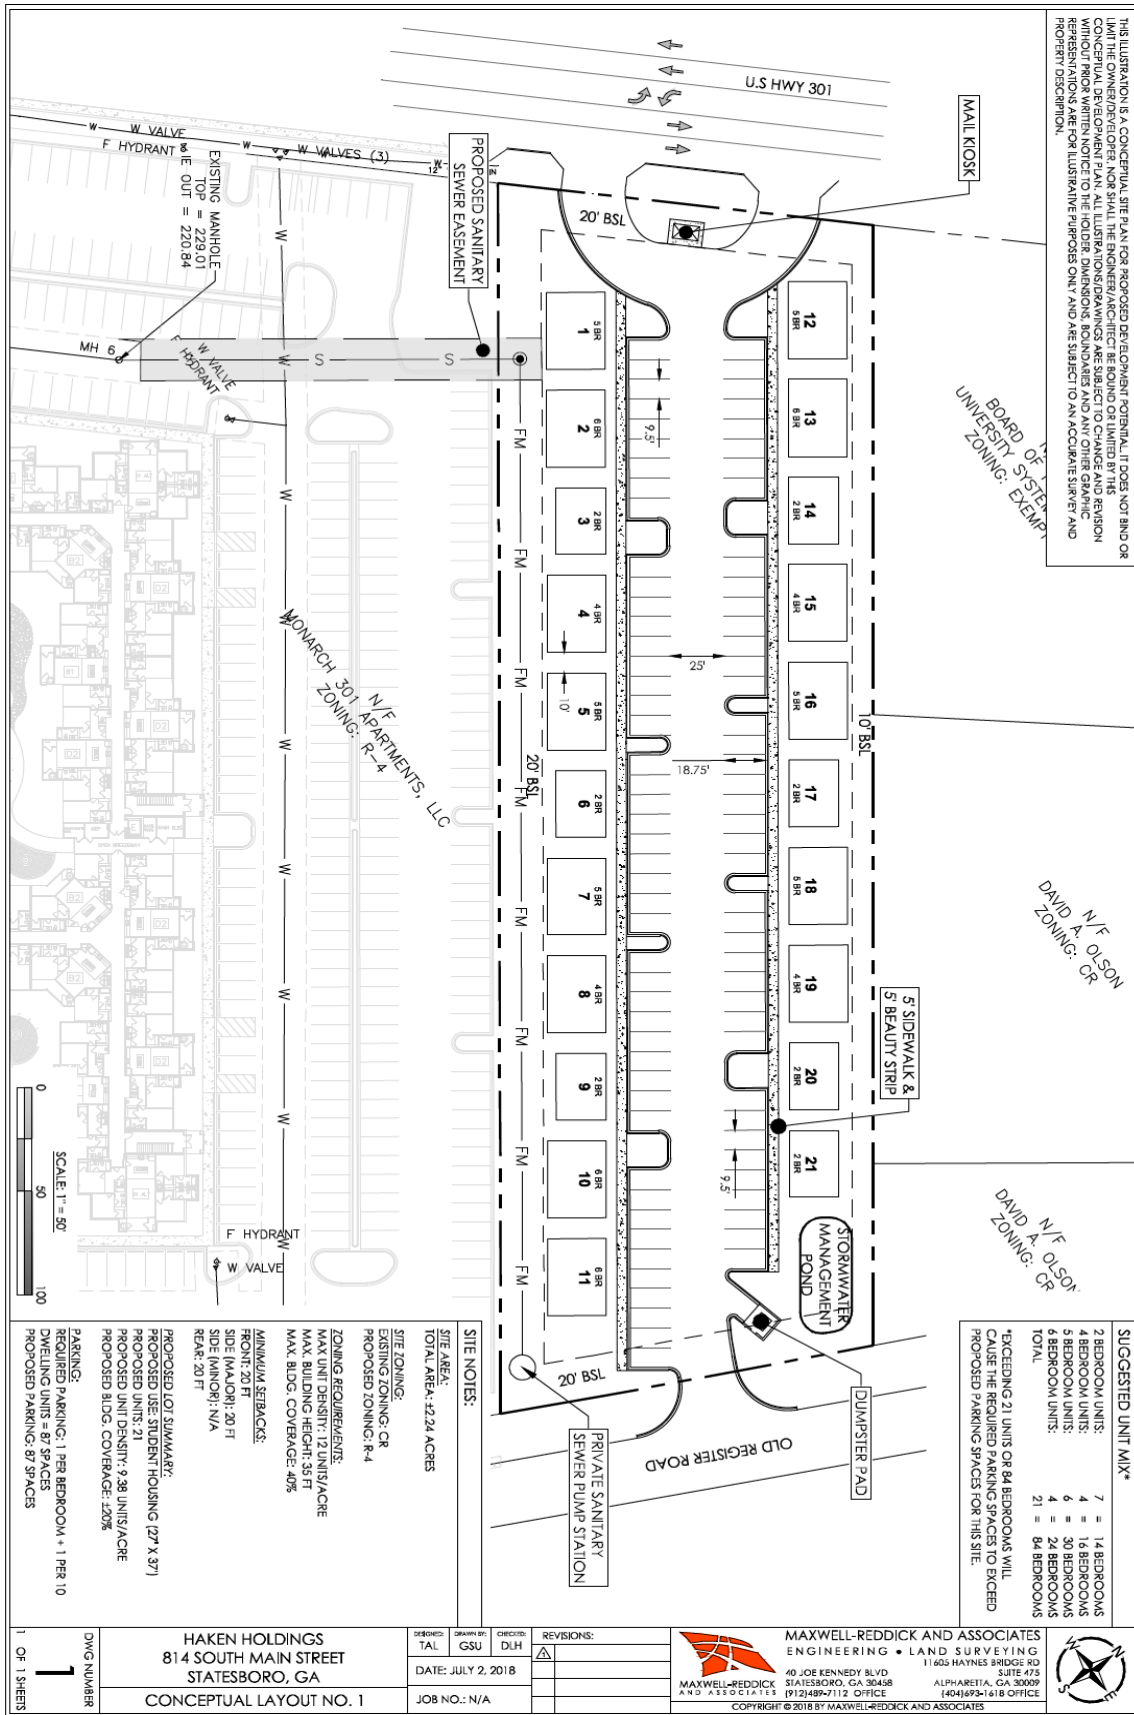 THIS ILLUSTRATION IS A CONCEPTUAL SITE PLAN FOR PROPOSED DEVELOPMENT POTENTIAL. IT DOES NOT BIND OR
LIMIT THE OWNER/DEVELOPER, NOR SHALL THE ENGINEER/ARCHITECT BE BOUND OR LIMITED BY THIS
CONCEPTUAL DEVELOPMENT PLAN. ALL ILLUSTRATIONS/DRAWINGS ARE SUBJECT TO CHANGE AND REVISION
WITHOUT PRIOR WRITTEN NOTICE TO THE HOLDER. DIMENSIONS, BOUNDARIES AND ANY OTHER GRAPHIC
REPRESENTATIONS ARE FOR ILLUSTRATIVE PURPOSES ONLY AND ARE SUBJECT TO AN ACCURATE SURVEY AND
PROPERTY DESCRIPTION.
U.S HWY 301
MAIL KIOSK
W VALVE
F HYDRANT
W VALVES (3)
12" IN
EXISTING MANHOLE
TOP = 229.01
IE OUT = 220.84
MH 6
PROPOSED SANITARY
SEWER EASEMENT
W VALVE
F HYDRANT
W W W W W W W W W W
S S
FM FM FM FM FM FM FM FM
20' BSL
20' BSL
10' BSL
20' BSL
1 5 BR
2 6 BR
3 2 BR
4 4 BR
5 5 BR
6 2 BR
7 5 BR
8 4 BR
9 2 BR
10 6 BR
11 6 BR
12 5 BR
13 6 BR
14 2 BR
15 4 BR
16 5 BR
17 2 BR
18 5 BR
19 4 BR
20 2 BR
21 2 BR
9.5'
25'
10'
18.75'
9.5'
BOARD OF
UNIVERSITY SYSTEM
ZONING: EXEMPT
N/F
MONARCH 301 APARTMENTS, LLC
ZONING: R-4
N/F
DAVID A. OLSON
ZONING: CR
N/F
DAVID A. OLSON
ZONING: CR
5' SIDEWALK &
5' BEAUTY STRIP
STORMWATER
MANAGEMENT
POND
DUMPSTER PAD
OLD REGISTER ROAD
PRIVATE SANITARY
SEWER PUMP STATION
F HYDRANT
W VALVE
SCALE: 1" = 50'
0 50 100
SUGGESTED UNIT MIX*
2 BEDROOM UNITS: 7 = 14 BEDROOMS
4 BEDROOM UNITS: 4 = 16 BEDROOMS
5 BEDROOM UNITS: 6 = 30 BEDROOMS
6 BEDROOM UNITS: 4 = 24 BEDROOMS
TOTAL 21 = 84 BEDROOMS
*EXCEEDING 21 UNITS OR 84 BEDROOMS WILL
CAUSE THE REQUIRED PARKING SPACES TO EXCEED
PROPOSED PARKING SPACES FOR THIS SITE.
SITE NOTES:
SITE AREA:
TOTAL AREA: ±2.24 ACRES
SITE ZONING:
EXISTING ZONING: CR
PROPOSED ZONING: R-4
ZONING REQUIREMENTS:
MAX UNIT DENSITY: 12 UNITS/ACRE
MAX. BUILDING HEIGHT: 35 FT
MAX. BLDG. COVERAGE: 40%
MINIMUM SETBACKS:
FRONT: 20 FT
SIDE (MAJOR): 20 FT
SIDE (MINOR): N/A
REAR: 20 FT
PROPOSED LOT SUMMARY:
PROPOSED USE: STUDENT HOUSING (27' X 37')
PROPOSED UNITS: 21
PROPOSED UNIT DENSITY: 9.38 UNITS/ACRE
PROPOSED BLDG. COVERAGE: ±20%
PARKING:
REQUIRED PARKING: 1 PER BEDROOM + 1 PER 10
DWELLING UNITS = 87 SPACES
PROPOSED PARKING: 87 SPACES
DWG NUMBER
1
1 OF 1 SHEETS
HAKEN HOLDINGS
814 SOUTH MAIN STREET
STATESBORO, GA
CONCEPTUAL LAYOUT NO. 1
DESIGNED: TAL
DRAWN BY: GSU
CHECKED: DLH
DATE: JULY 2, 2018
JOB NO.: N/A
REVISIONS:
1
MAXWELL-REDDICK
AND ASSOCIATES
MAXWELL-REDDICK AND ASSOCIATES
ENGINEERING • LAND SURVEYING
40 JOE KENNEDY BLVD
STATESBORO, GA 30458
(912)489-7112 OFFICE
11605 HAYNES BRIDGE RD
SUITE 475
ALPHARETTA, GA 30009
(404)693-1618 OFFICE
COPYRIGHT © 2018 BY MAXWELL-REDDICK AND ASSOCIATES
N E S W